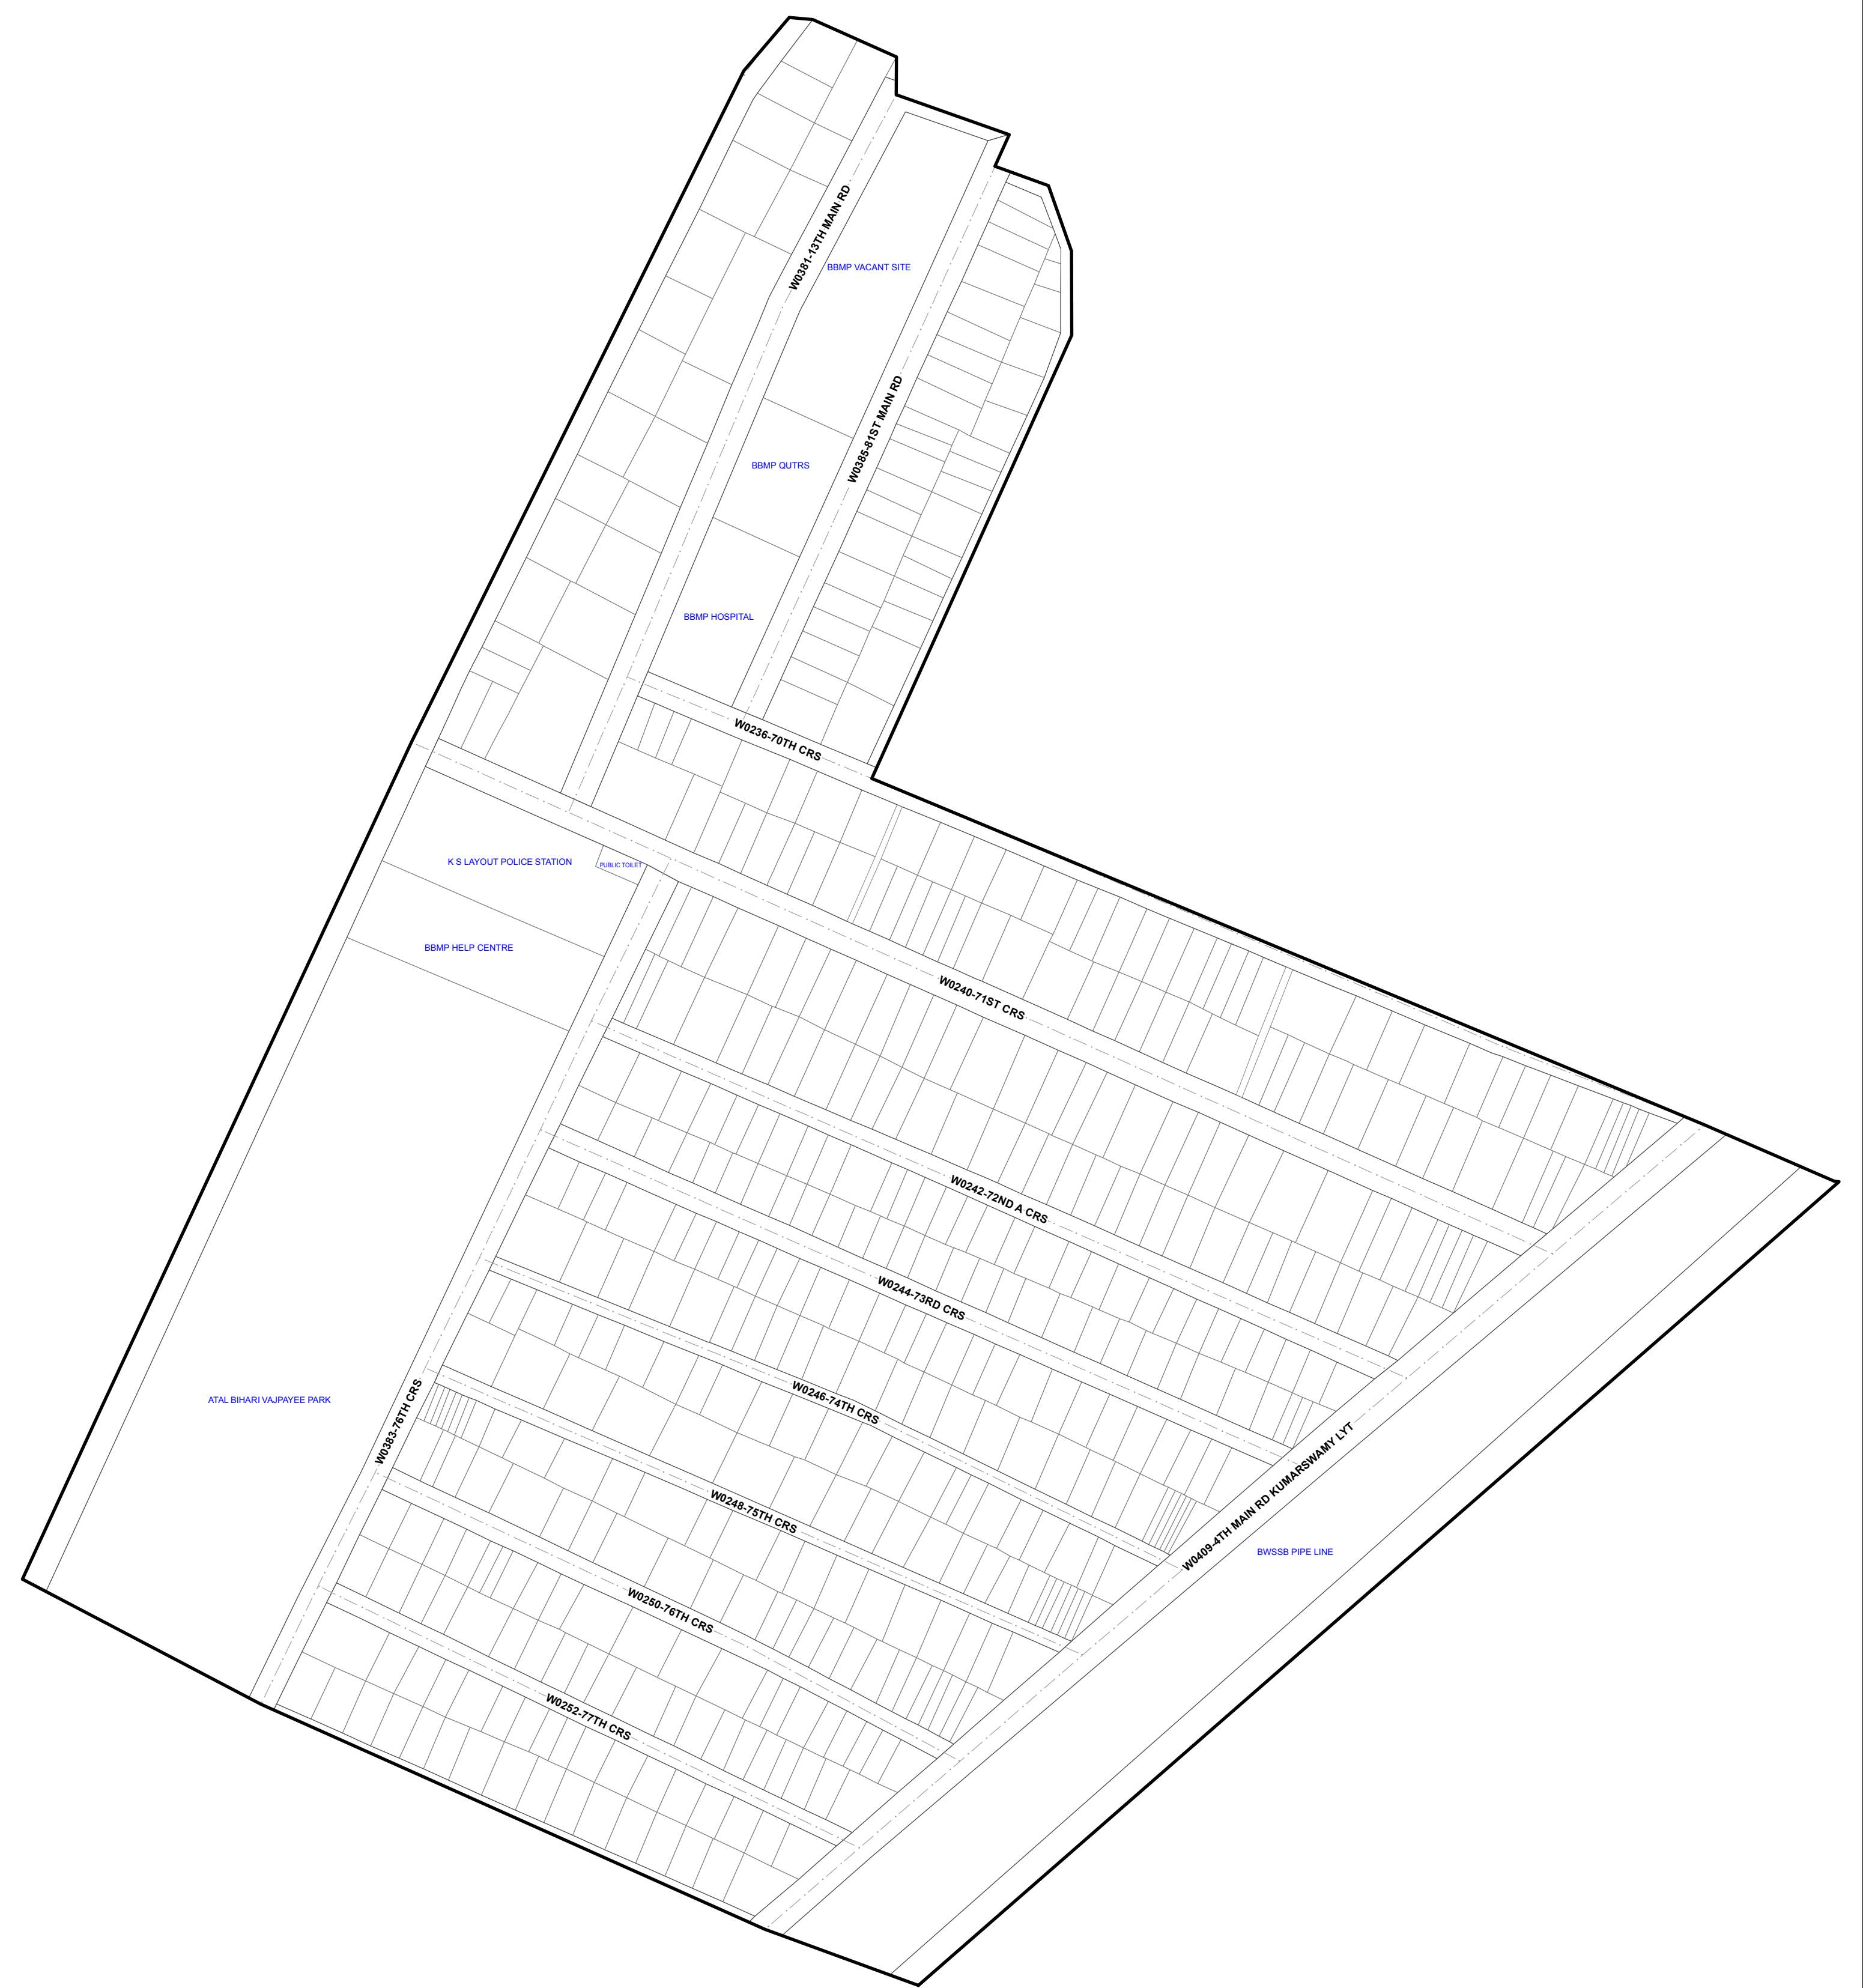 W0381-13TH MAIN RD
BBMP VACANT SITE
W0385-81ST MAIN RD
BBMP QUTRS
BBMP HOSPITAL
W0236-70TH CRS
K S LAYOUT POLICE STATION
PUBLIC TOILET
BBMP HELP CENTRE
W0240-71ST CRS
W0242-72ND A CRS
W0244-73RD CRS
W0246-74TH CRS
ATAL BIHARI VAJPAYEE PARK
W0383-76TH CRS
W0409-4TH MAIN RD KUMARSWAMY LYT
W0248-75TH CRS
BWSSB PIPE LINE
W0250-76TH CRS
W0252-77TH CRS